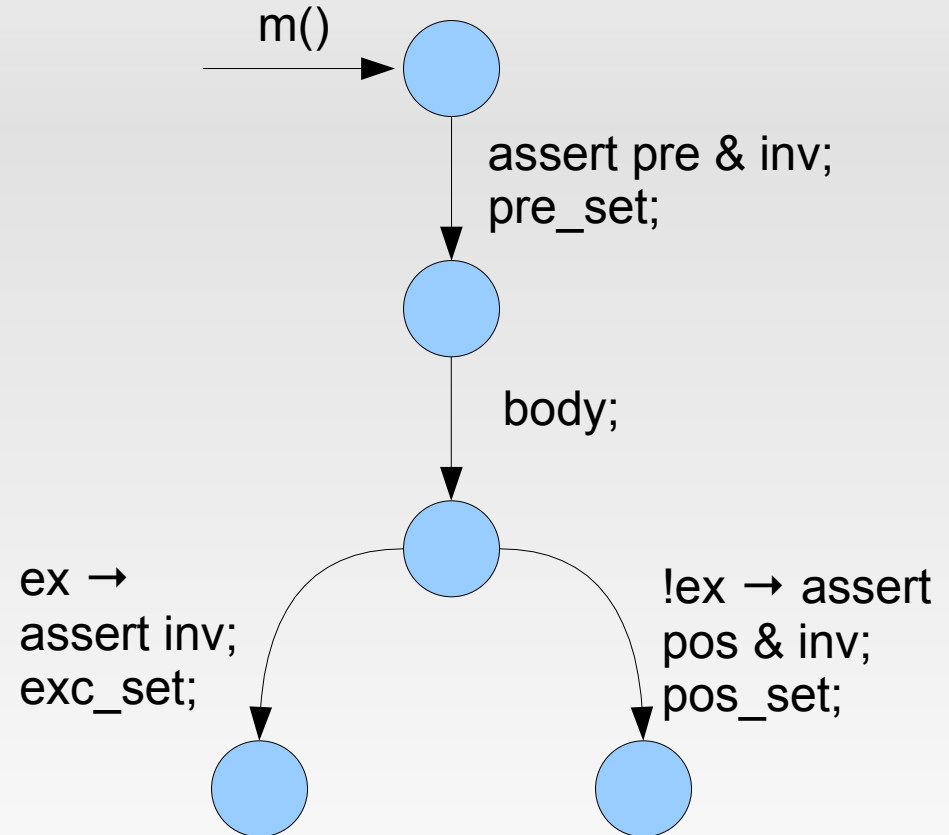 m()
assert pre & inv;
pre_set;
body;
ex →
assert inv;
exc_set;
!ex → assert
pos & inv;
pos_set;